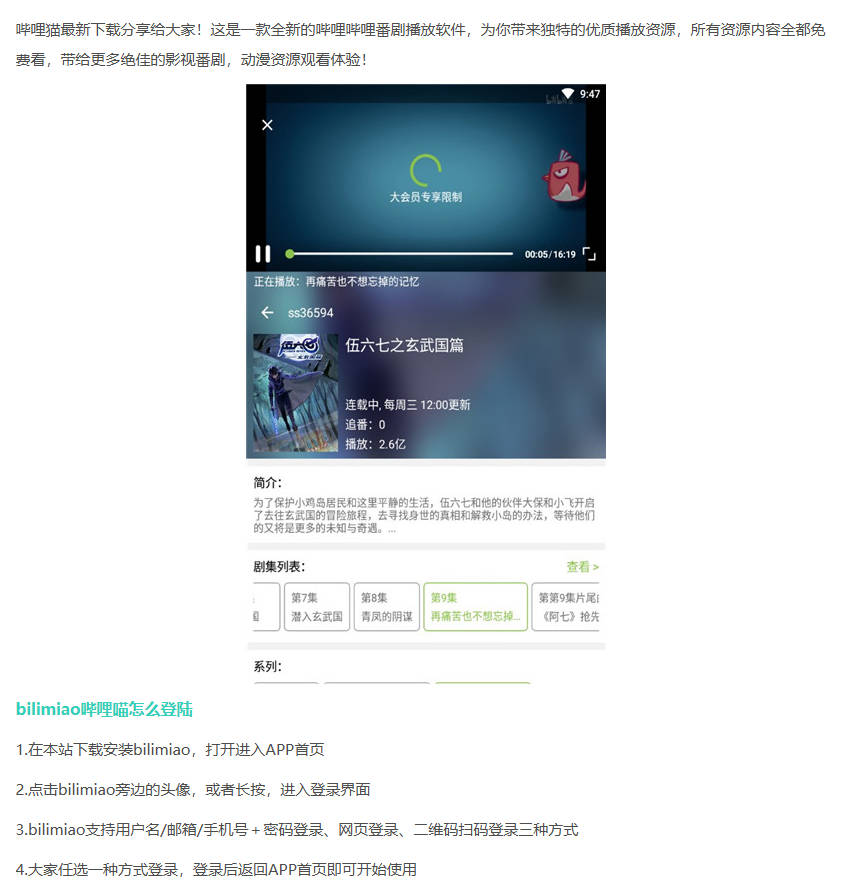 哔哩猫最新下载分享给大家！这是一款全新的哔哩哔哩番剧播放软件，为你带来独特的优质播放资源，所有资源内容全都免
费看，带给更多绝佳的影视番剧，动漫资源观看体验！
9:47
大会员专享限制
00:05/16:19
正在播放：再痛苦也不想忘掉的记忆
ss36594
伍六七之玄武国篇
连载中, 每周三 12:00更新
追番：0
播放：2.6亿
简介：
为了保护小鸡岛居民和这里平静的生活，伍六七和他的伙伴大保和小飞开启
了去往玄武国的冒险旅程，去寻找身世的真相和解救小岛的办法，等待他们
的又将是更多的未知与奇遇。...
剧集列表：
查看 >
第7集
第8集
第9集
第第9集片尾
国
潜入玄武国
青凤的阴谋
再痛苦也不想忘掉...
《阿七》抢先
系列：
bilimiao哔哩喵怎么登陆
1.在本站下载安装bilimiao，打开进入APP首页
2.点击bilimiao旁边的头像，或者长按，进入登录界面
3.bilimiao支持用户名/邮箱/手机号＋密码登录、网页登录、二维码扫码登录三种方式
4.大家任选一种方式登录，登录后返回APP首页即可开始使用